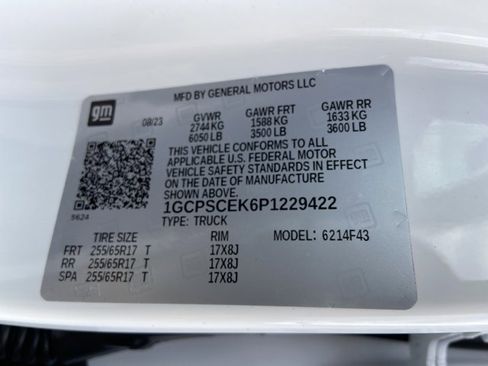 MFD BY GENERAL MOTORS LLC
gm
08/23 GVWR GAWR FRT GAWR RR
2744 KG 1588 KG 1633 KG
6050 LB 3500 LB 3600 LB
THIS VEHICLE CONFORMS TO ALL
APPLICABLE U.S. FEDERAL MOTOR
VEHICLE SAFETY STANDARDS IN EFFECT
ON THE DATE OF MANUFACTURE
SHOWN ABOVE.
S624
1GCPSCEK6P1229422
TYPE: TRUCK
TIRE SIZE RIM MODEL: 6214F43
FRT 255/65R17 T 17X8J
RR 255/65R17 T 17X8J
SPA 255/65R17 T 17X8J